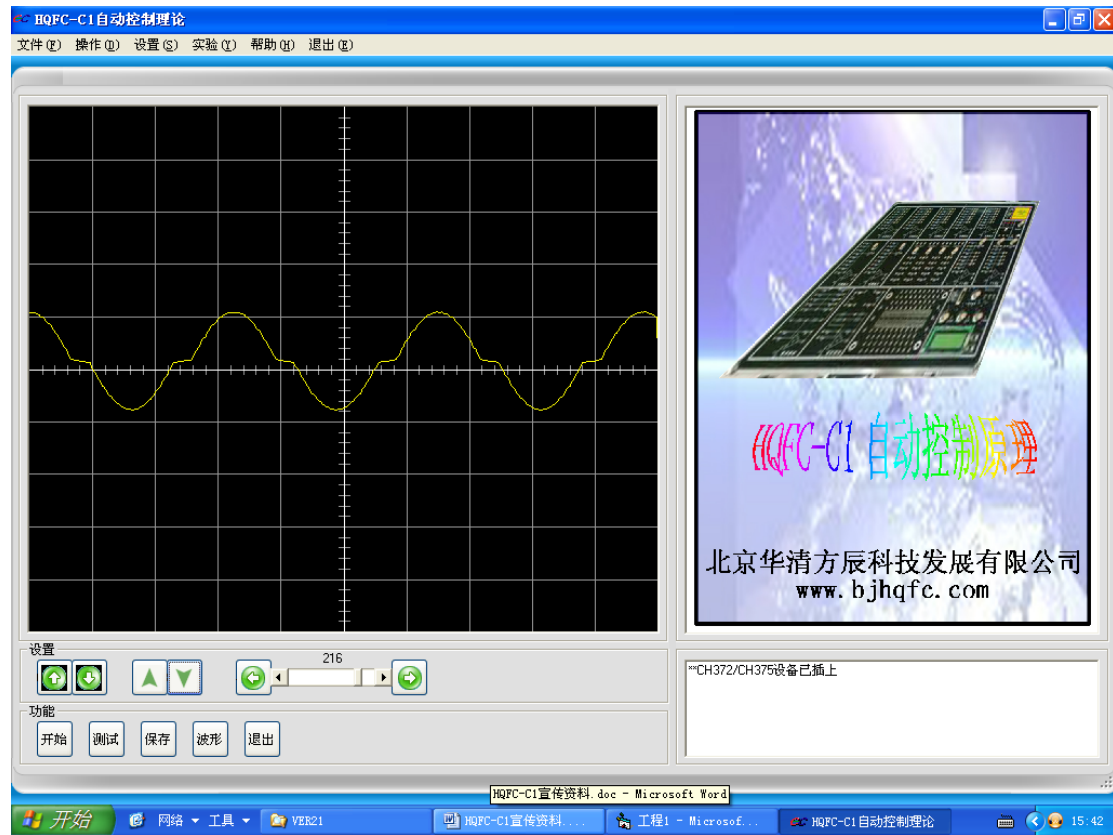 HQFC-C1自动控制理论
文件(F) 操作(D) 设置(S) 实验(Y) 帮助(H) 退出(E)
HQFC-C1 自动控制原理
北京华清方辰科技发展有限公司
www.bjhqfc.com
设置
216
**CH372/CH375设备已插上
功能
开始 测试 保存 波形 退出
HQFC-C1宣传资料.doc - Microsoft Word
开始 网络 工具 VER21 HQFC-C1宣传资料.... 工程1 - Microsof... HQFC-C1自动控制理论 15:42